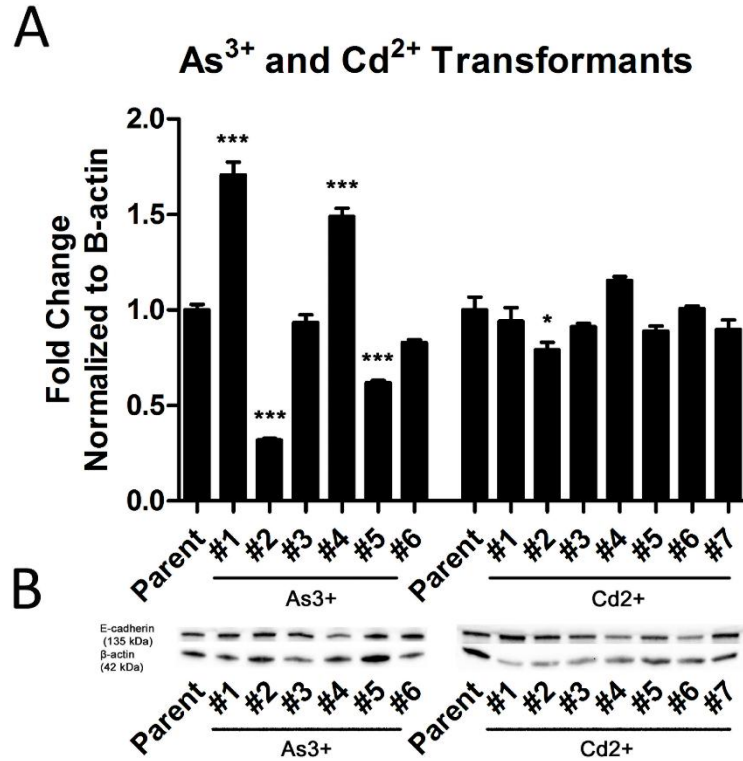 A
As³⁺ and Cd²⁺ Transformants
Fold Change
Normalized to B-actin
2.0
1.5
1.0
0.5
0.0
***
***
***
***
*
Parent #1 #2 #3 #4 #5 #6 Parent #1 #2 #3 #4 #5 #6 #7
As3+ Cd2+
B
E-cadherin
(135 kDa)
β-actin
(42 kDa)
Parent #1 #2 #3 #4 #5 #6 Parent #1 #2 #3 #4 #5 #6 #7
As3+ Cd2+